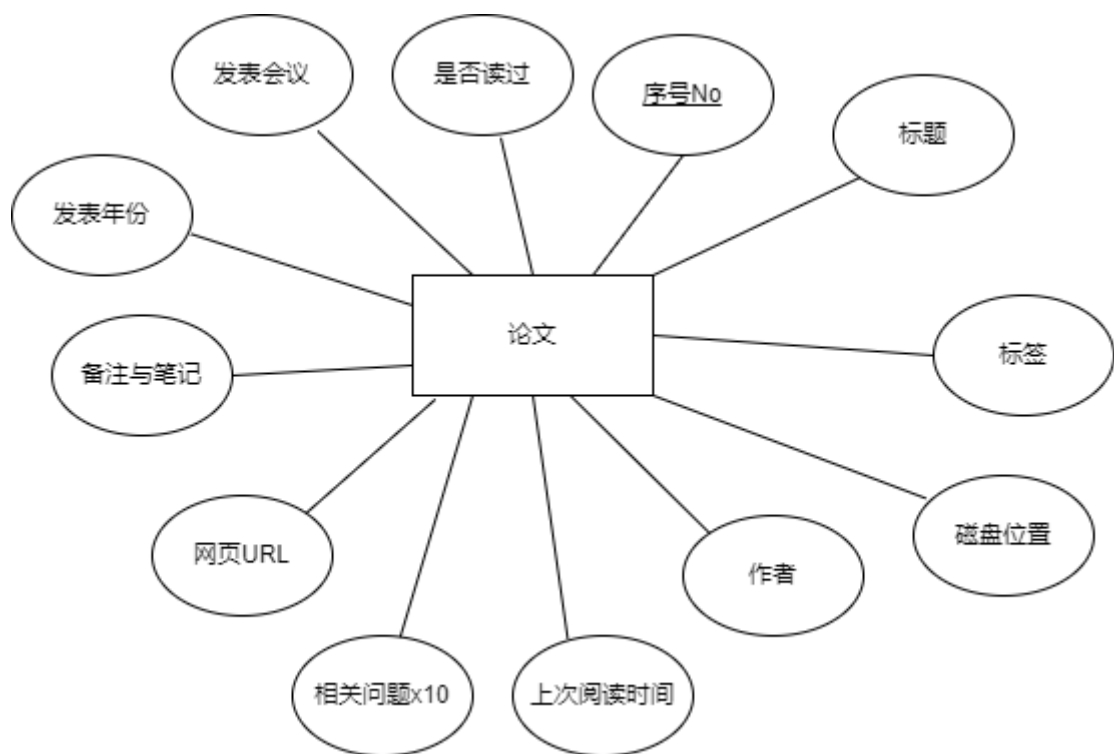 发表会议
是否读过
序号No
标题
发表年份
论文
标签
备注与笔记
磁盘位置
网页URL
作者
相关问题x10
上次阅读时间